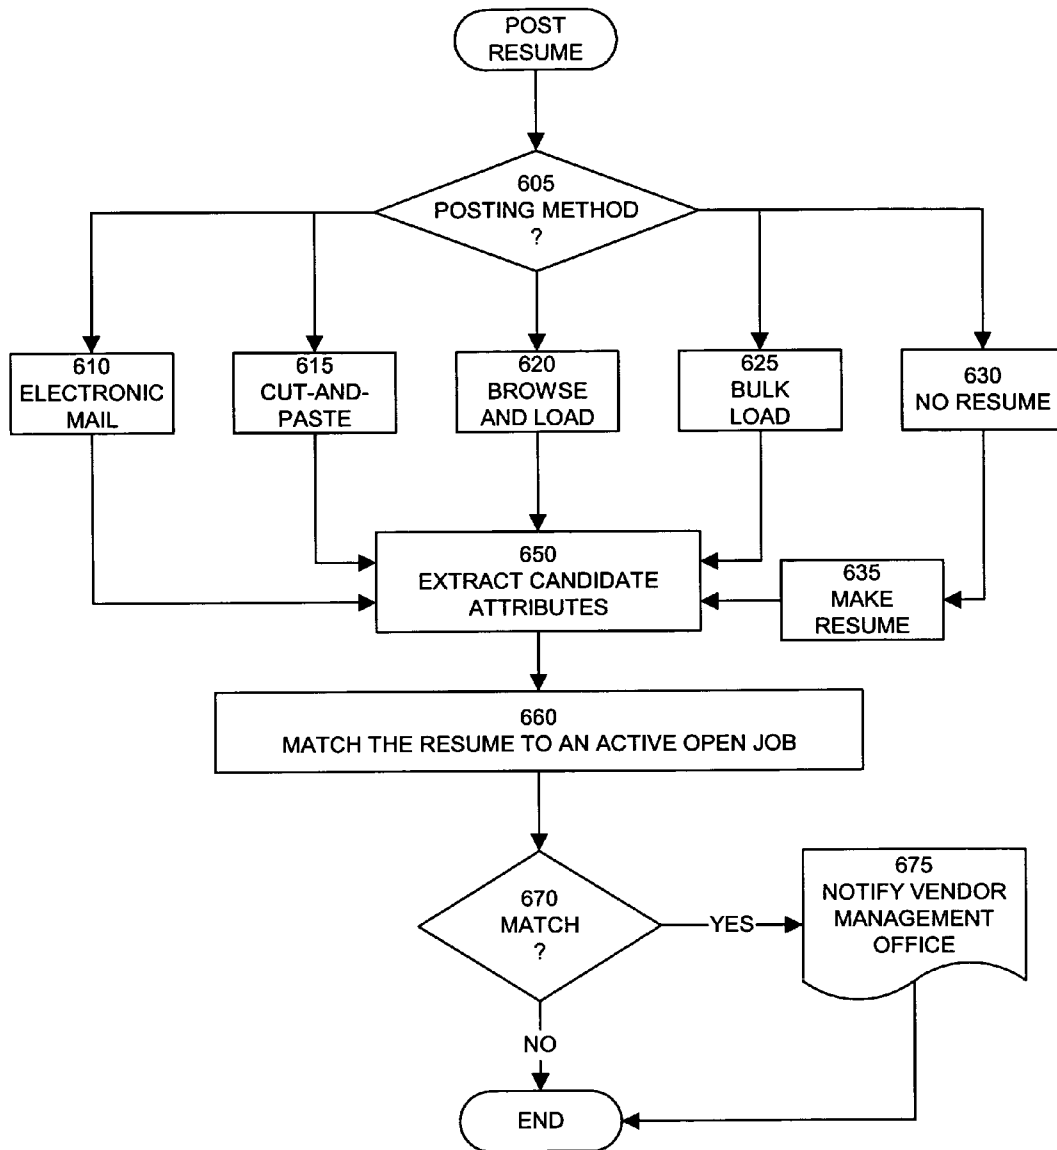 POST
RESUME
605
POSTING METHOD
?
610
ELECTRONIC
MAIL
615
CUT-AND-
PASTE
620
BROWSE
AND LOAD
625
BULK
LOAD
630
NO RESUME
650
EXTRACT CANDIDATE
ATTRIBUTES
635
MAKE
RESUME
660
MATCH THE RESUME TO AN ACTIVE OPEN JOB
670
MATCH
?
YES
675
NOTIFY VENDOR
MANAGEMENT
OFFICE
NO
END